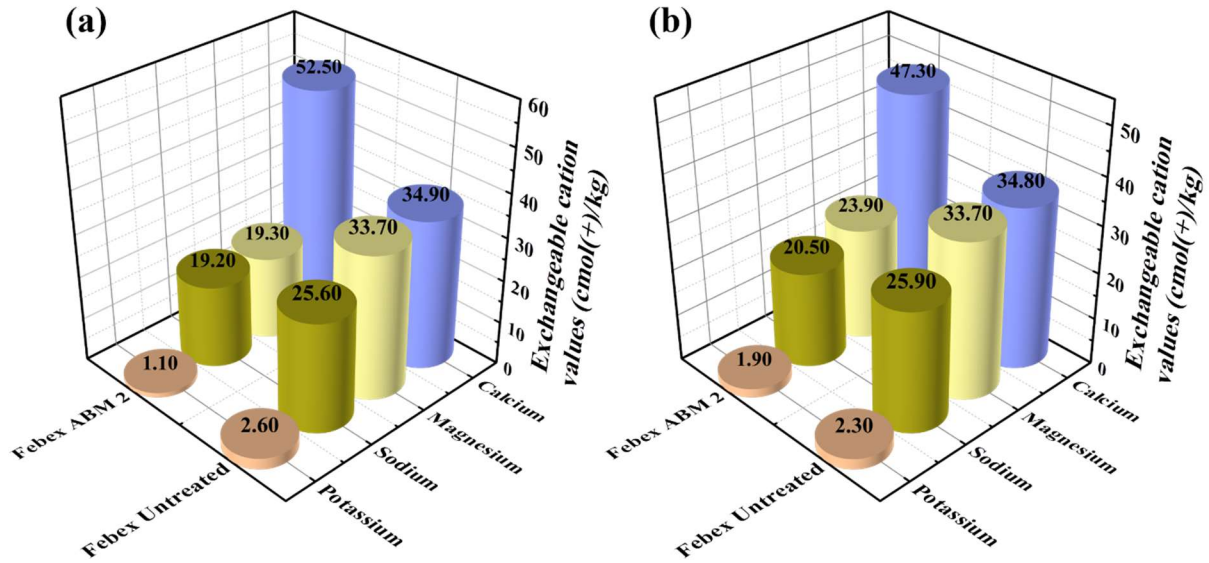 (a)
52.50
34.90
19.30
33.70
19.20
25.60
1.10
2.60
60
50
40
30
20
10
0
Exchangeable cation
values (cmol(+)/kg)
Febex ABM 2
Febex Untreated
Potassium
Sodium
Magnesium
Calcium
(b)
47.30
34.80
23.90
33.70
20.50
25.90
1.90
2.30
50
40
30
20
10
0
Exchangeable cation
values (cmol(+)/kg)
Febex ABM 2
Febex Untreated
Potassium
Sodium
Magnesium
Calcium